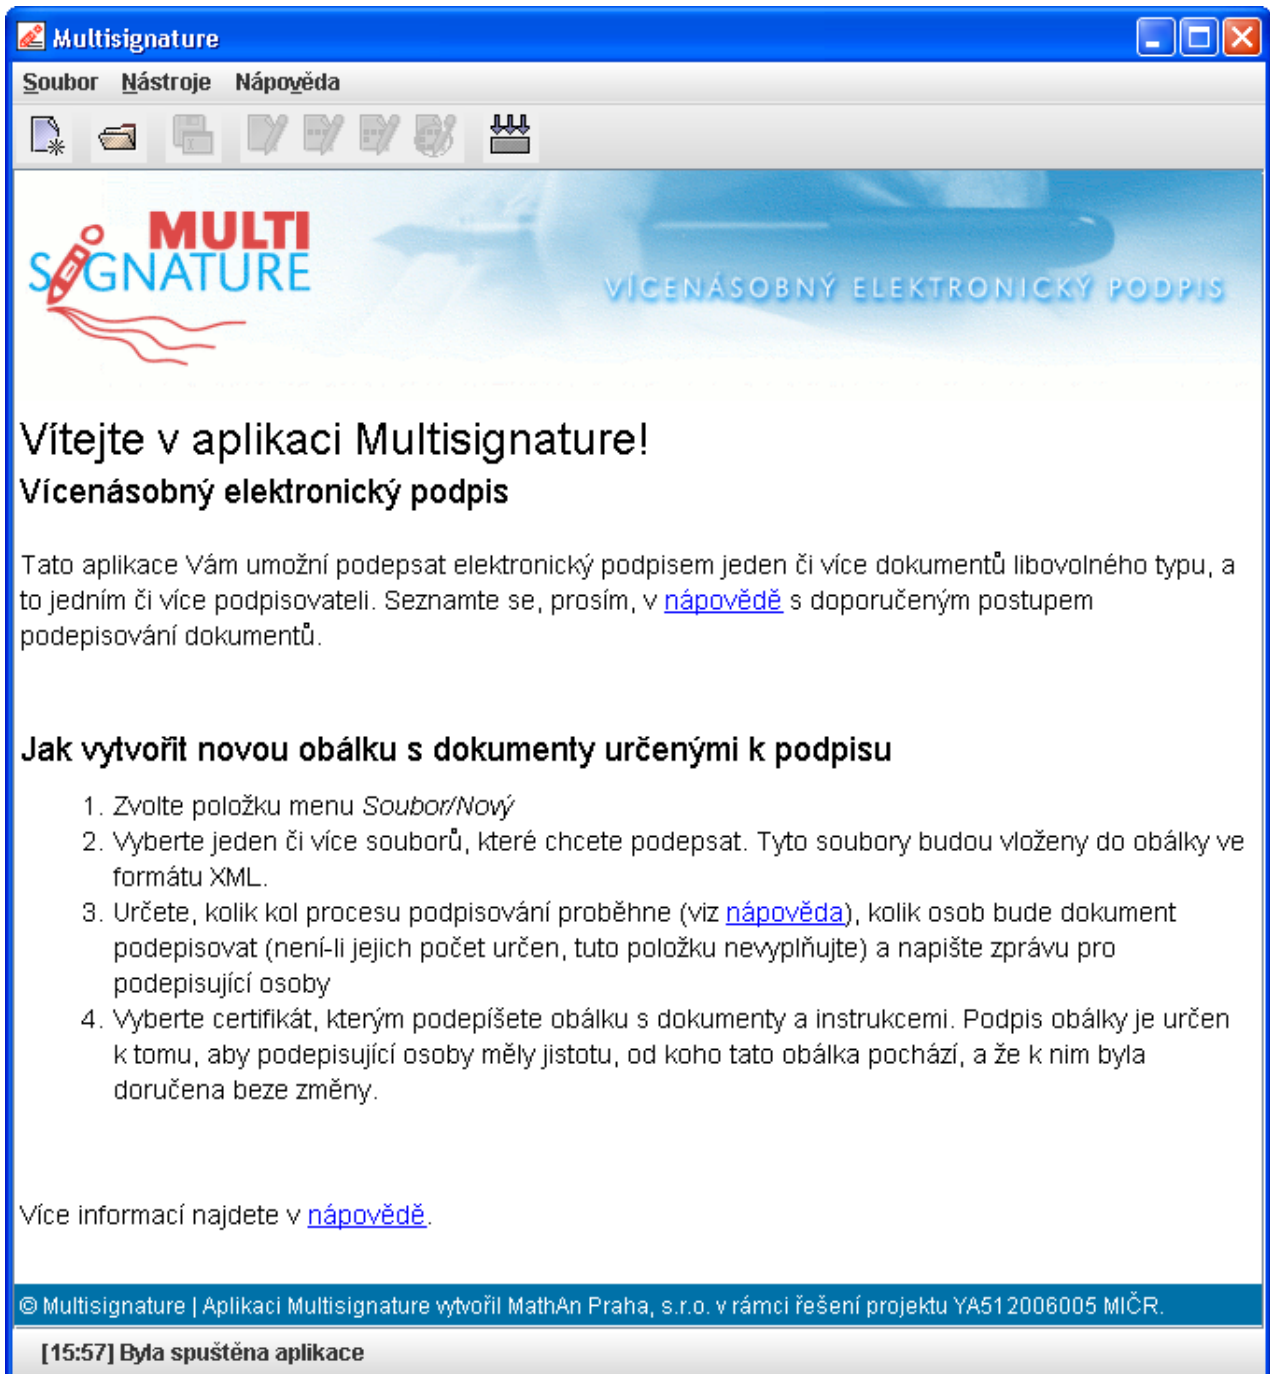 Multisignature
Soubor Nástroje Nápověda
MULTI
SIGNATURE
VÍCENÁSOBNÝ ELEKTRONICKÝ PODPIS
Vítejte v aplikaci Multisignature!
Vícenásobný elektronický podpis
Tato aplikace Vám umožní podepsat elektronický podpisem jeden či více dokumentů libovolného typu, a
to jedním či více podpisovateli. Seznamte se, prosím, v nápovědě s doporučeným postupem
podepisování dokumentů.
Jak vytvořit novou obálku s dokumenty určenými k podpisu
1. Zvolte položku menu Soubor/Nový
2. Vyberte jeden či více souborů, které chcete podepsat. Tyto soubory budou vloženy do obálky ve
formátu XML.
3. Určete, kolik kol procesu podpisování proběhne (viz nápověda), kolik osob bude dokument
podepisovat (není-li jejich počet určen, tuto položku nevyplňujte) a napište zprávu pro
podepisující osoby
4. Vyberte certifikát, kterým podepíšete obálku s dokumenty a instrukcemi. Podpis obálky je určen
k tomu, aby podepisující osoby měly jistotu, od koho tato obálka pochází, a že k nim byla
doručena beze změny.
Více informací najdete v nápovědě.
© Multisignature | Aplikaci Multisignature vytvořil MathAn Praha, s.r.o. v rámci řešení projektu YA512006005 MIČR.
[15:57] Byla spuštěna aplikace